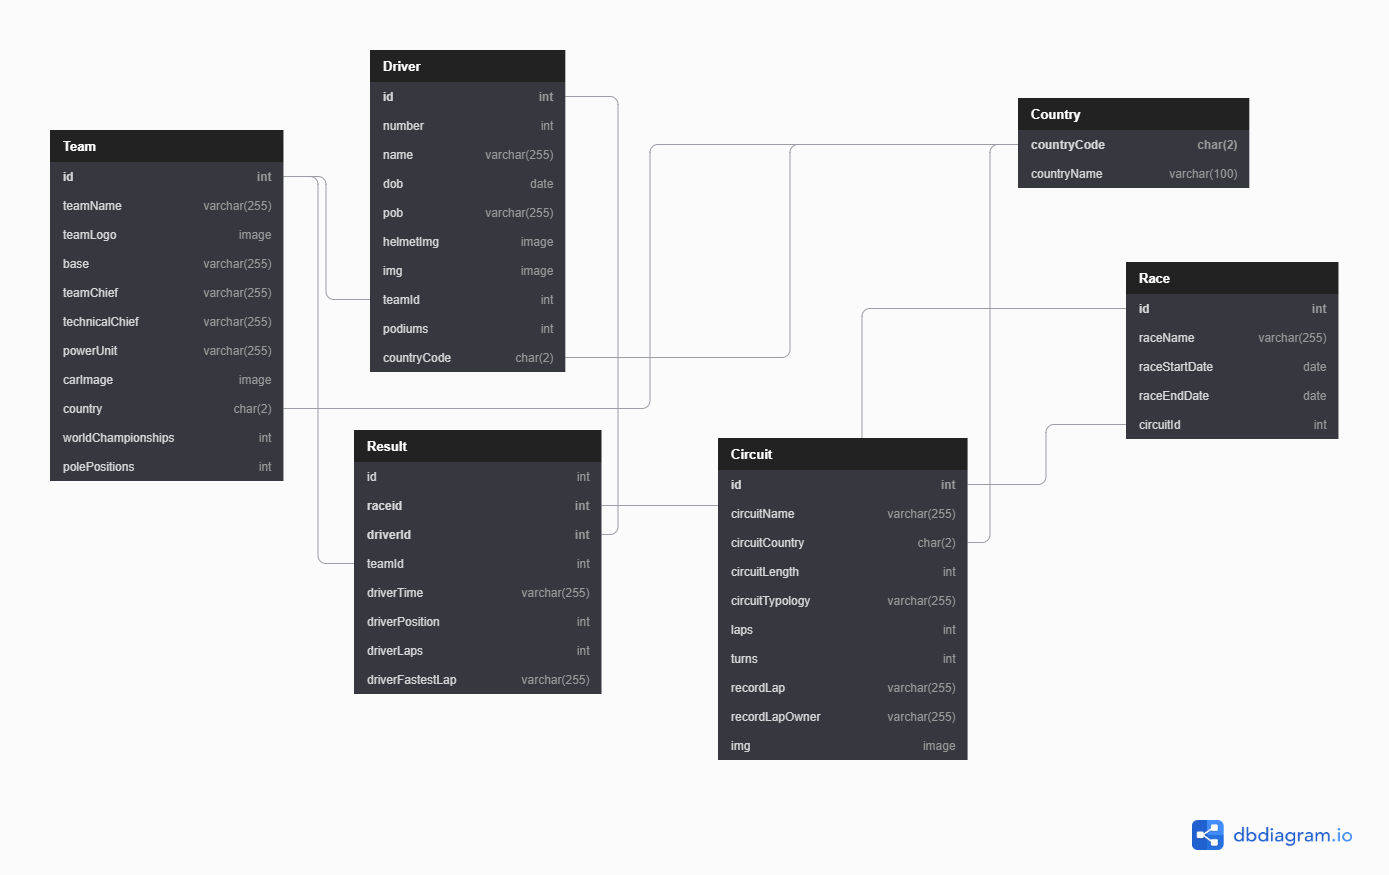 Driver
id int
number int
name varchar(255)
dob date
pob varchar(255)
helmetImg image
img image
teamId int
podiums int
countryCode char(2)
Country
countryCode char(2)
countryName varchar(100)
Team
id int
teamName varchar(255)
teamLogo image
base varchar(255)
teamChief varchar(255)
technicalChief varchar(255)
powerUnit varchar(255)
carImage image
country char(2)
worldChampionships int
polePositions int
Race
id int
raceName varchar(255)
raceStartDate date
raceEndDate date
circuitId int
Result
id int
raceid int
driverId int
teamId int
driverTime varchar(255)
driverPosition int
driverLaps int
driverFastestLap varchar(255)
Circuit
id int
circuitName varchar(255)
circuitCountry char(2)
circuitLength int
circuitTypology varchar(255)
laps int
turns int
recordLap varchar(255)
recordLapOwner varchar(255)
img image
dbdiagram.io